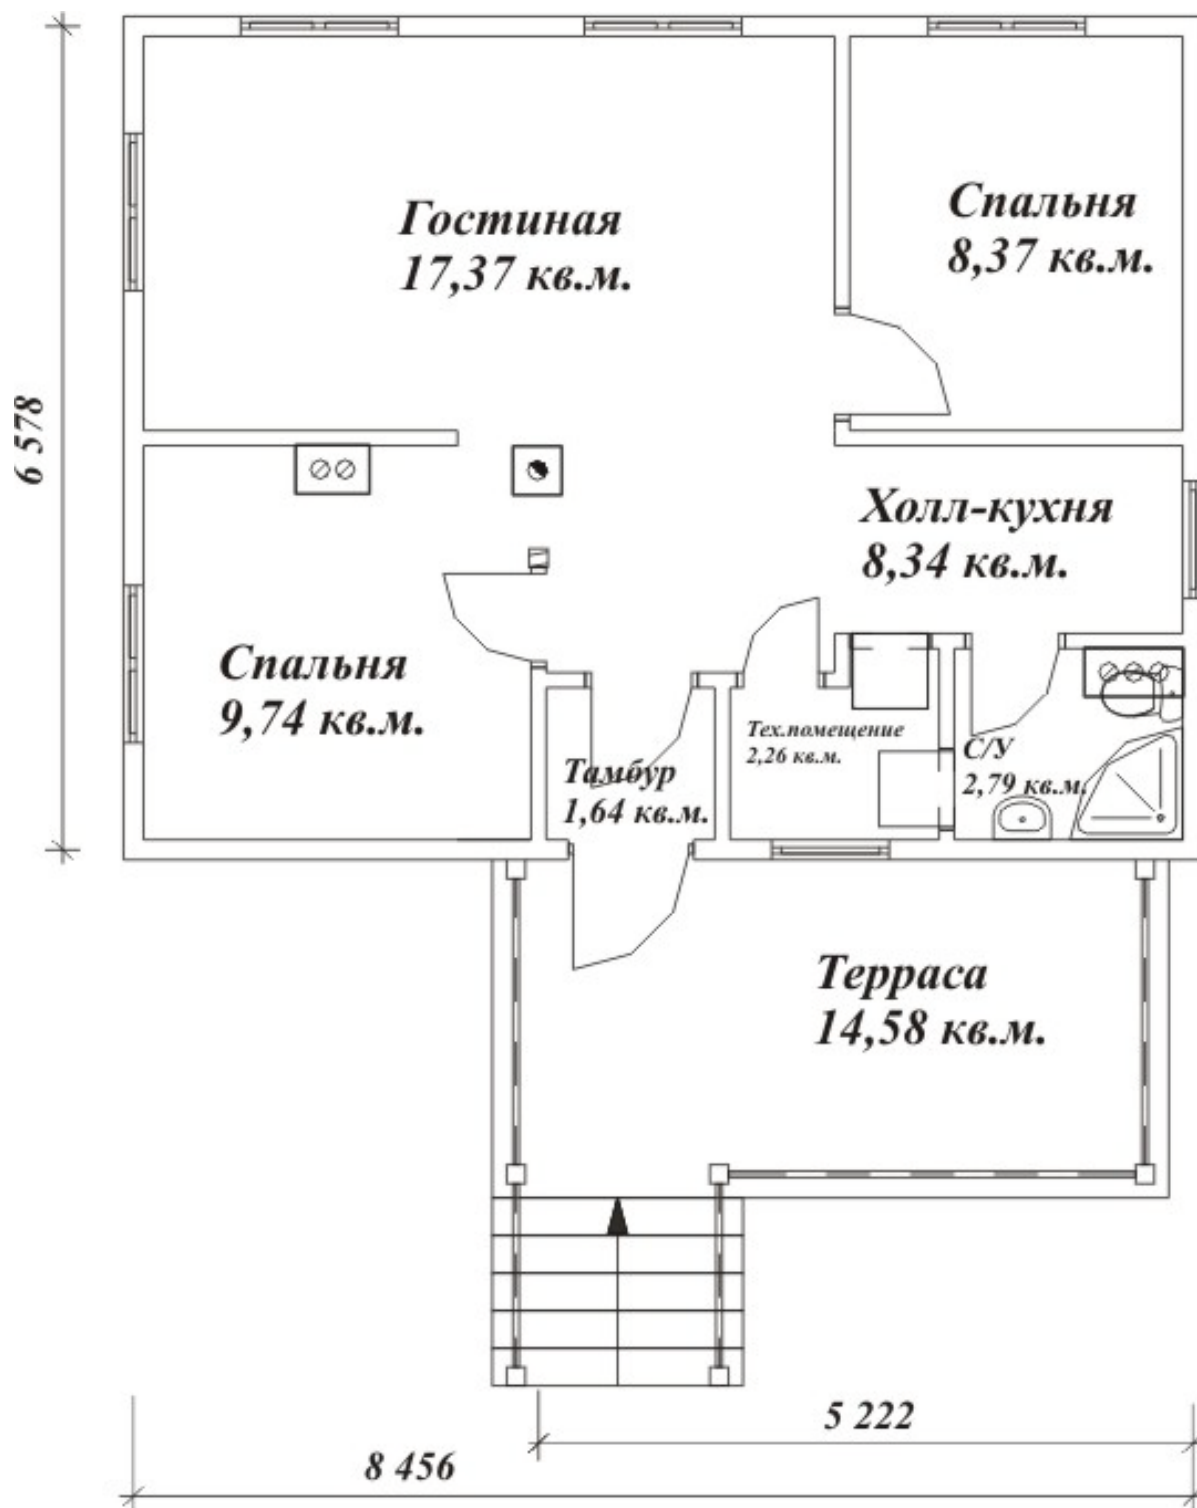 Гостиная
17,37 кв.м.
Спальня
8,37 кв.м.
6 578
Холл-кухня
8,34 кв.м.
Спальня
9,74 кв.м.
Тамбур
1,64 кв.м.
Тех.помещение
2,26 кв.м.
С/У
2,79 кв.м.
Терраса
14,58 кв.м.
5 222
8 456